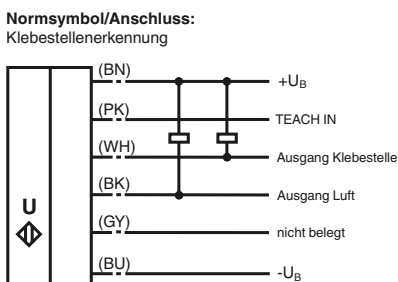 Normsymbol/Anschluss:
Klebestellenerkennung
(BN) +UB
(PK) TEACH IN
(WH) Ausgang Klebestelle
(BK) Ausgang Luft
U
(GY) nicht belegt
(BU) -UB